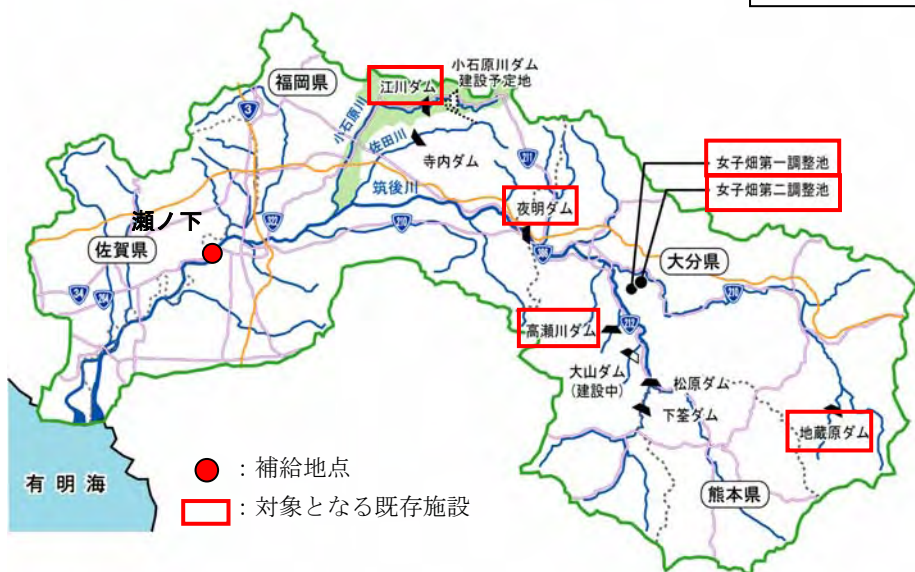 小石原川ダム
建設予定地
福岡県
江川ダム
3
小石原川
佐田川
寺内ダム
211
女子畑第一調整池
女子畑第二調整池
筑後川
夜明ダム
瀬ノ下
322
210
佐賀県
386
大分県
210
34
264
高瀬川ダム
212
大山ダム
(建設中)
松原ダム
下筌ダム
地蔵原ダム
有明海
熊本県
：補給地点
：対象となる既存施設